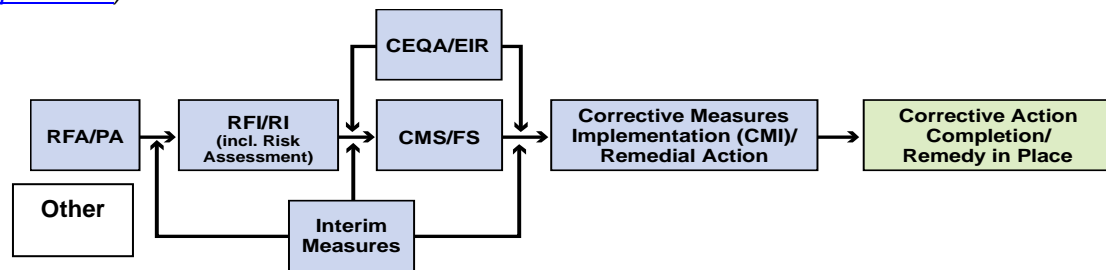 CEQA/EIR
RFA/PA
RFI/RI
(incl. Risk
Assessment)
CMS/FS
Corrective Measures
Implementation (CMI)/
Remedial Action
Corrective Action
Completion/
Remedy in Place
Other
Interim
Measures